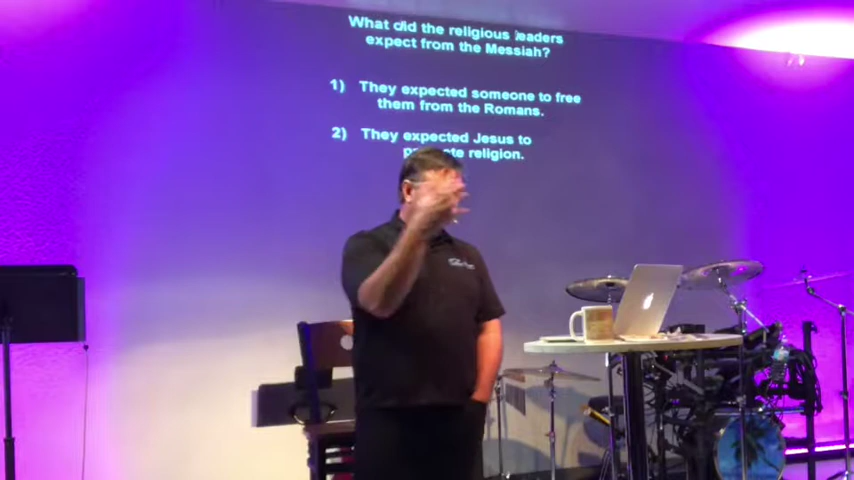 What did the religious leaders
expect from the Messiah?
1) They expected someone to free
them from the Romans.
2) They expected Jesus to
religion.